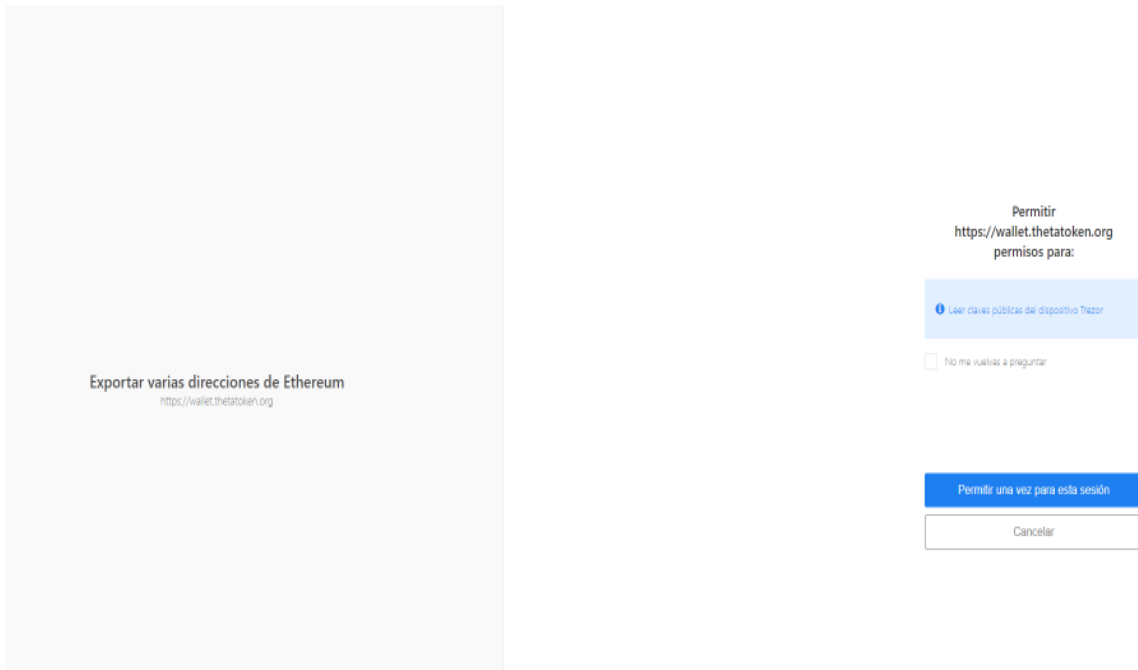 Exportar varias direcciones de Ethereum
https://wallet.thetatoken.org
Permitir
https://wallet.thetatoken.org
permisos para:
Leer claves públicas del dispositivo Trezor
No me vuelvas a preguntar
Permitir una vez para esta sesión
Cancelar